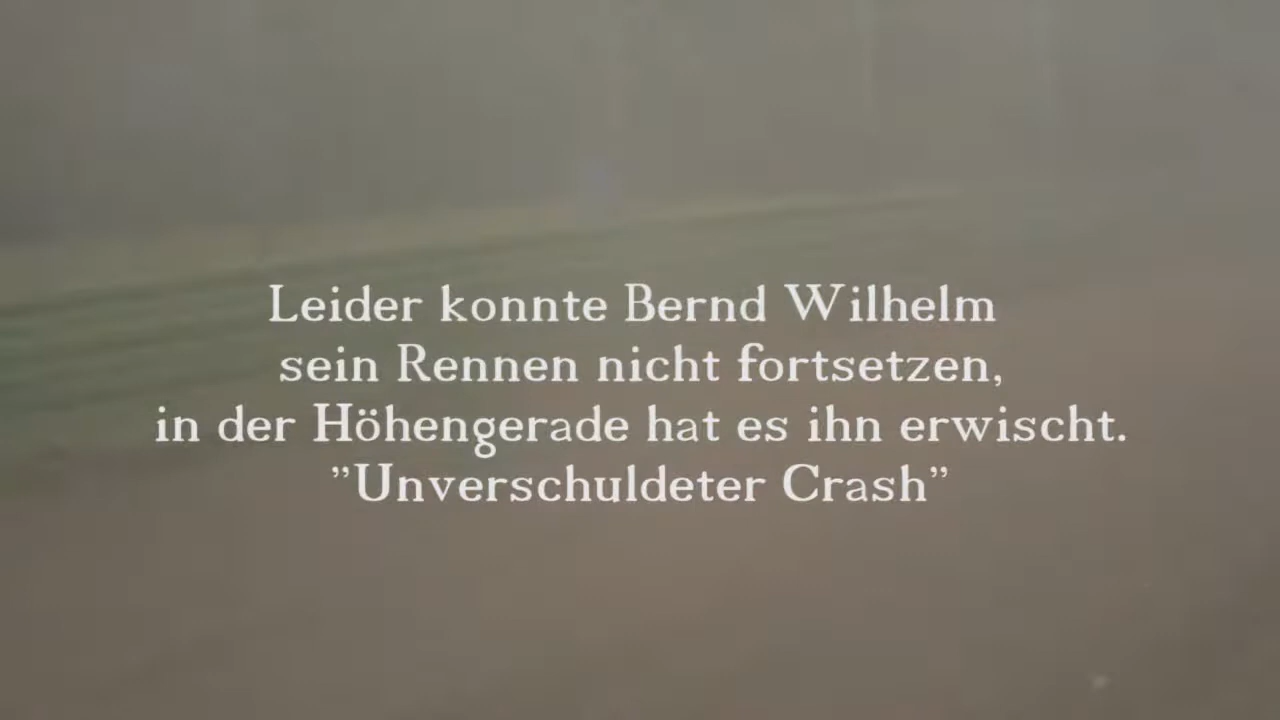 Leider konnte Bernd Wilhelm
sein Rennen nicht fortsetzen,
in der Höhengerade hat es ihn erwischt.
”Unverschuldeter Crash”